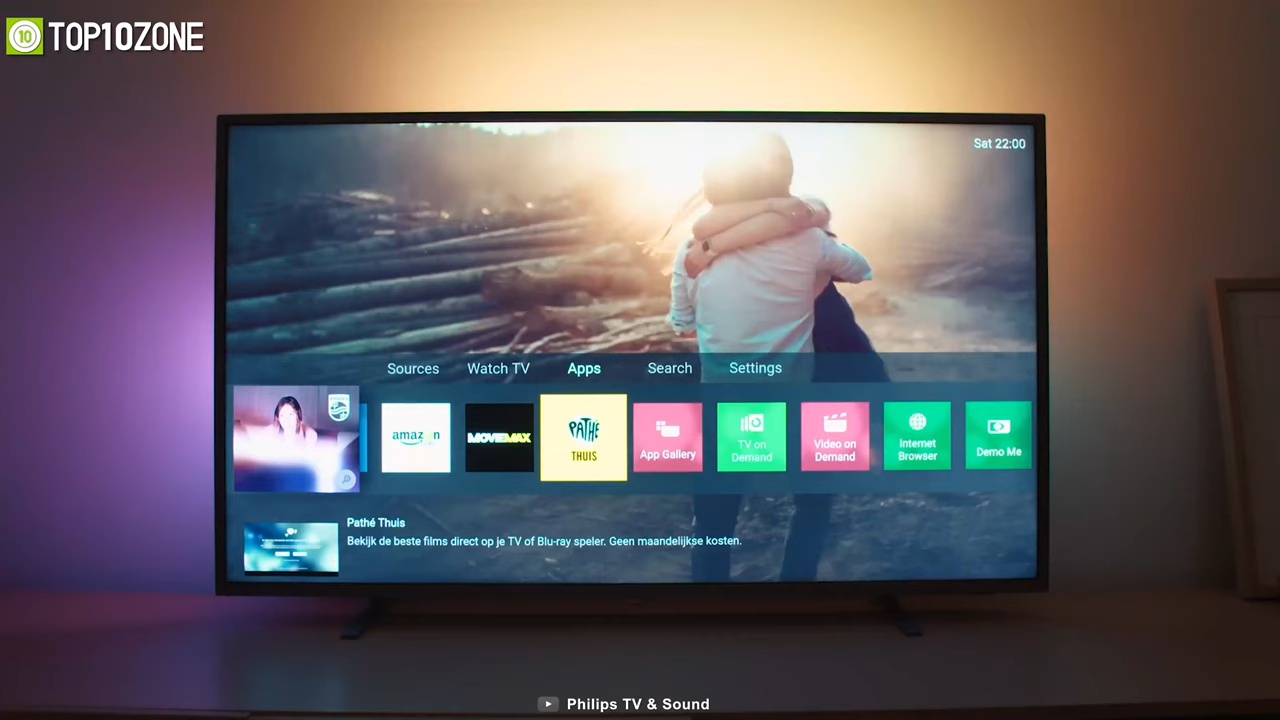 10 TOP10ZONE
Sat 22:00
Sources Watch TV Apps Search Settings
amazon
MOVIEMAX
PATHÉ
THUIS
App Gallery
TV on
Demand
Video on
Demand
Internet
Browser
Demo Me
Pathé Thuis
Bekijk de beste films direct op je TV of Blu-ray speler. Geen maandelijkse kosten.
Philips TV & Sound